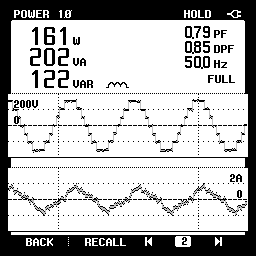 POWER 1Ø HOLD
161 W
202 VA
122 VAR
0.79 PF
0.85 DPF
50.0 Hz
FULL
200V
0
2A
0
BACK RECALL 2